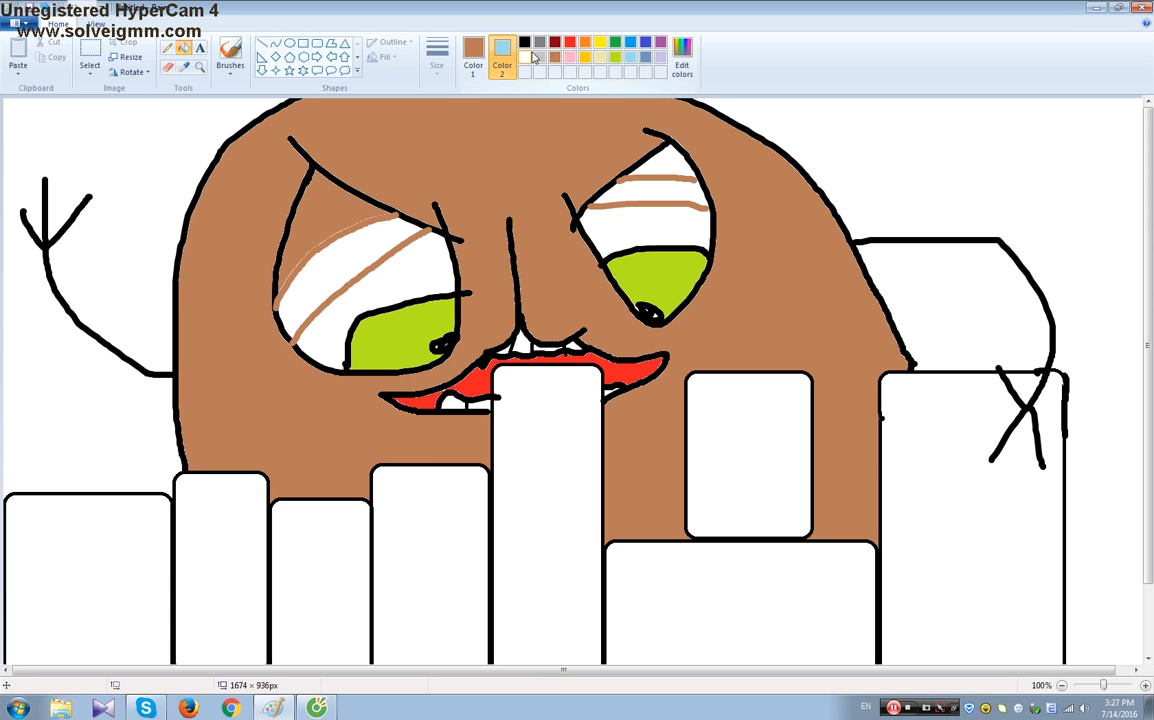 Unregistered HyperCam 4
www.solveigmm.com
Home
View
Paste
Cut
Copy
Clipboard
Select
Crop
Resize
Rotate
Image
A
Tools
Brushes
Outline
Fill
Shapes
Size
Color
1
Color
2
Edit
colors
Colors
1674 × 936px
100%
EN
3:27 PM
7/14/2016